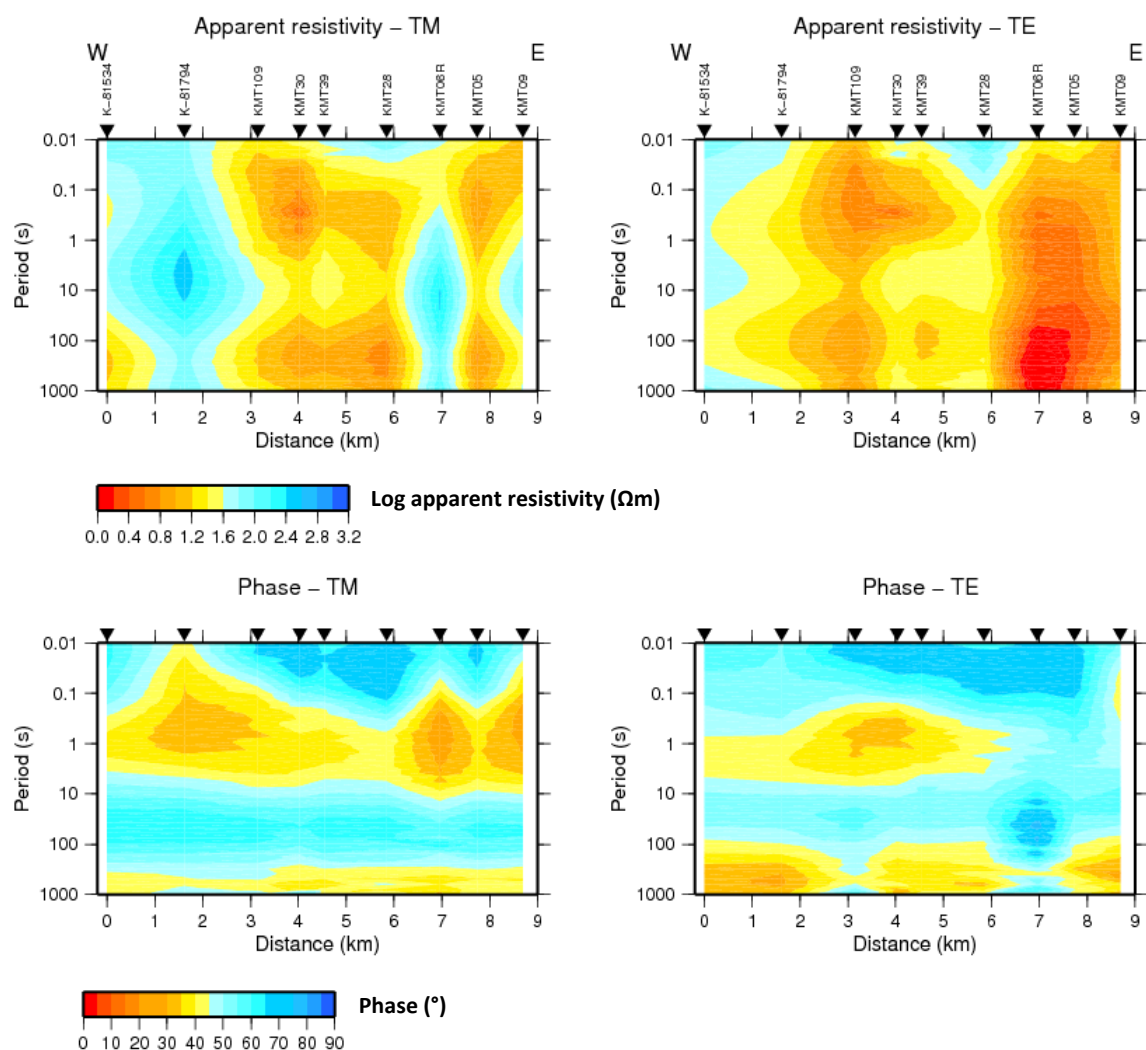 Apparent resistivity – TM
W E
K–81534 K–81794 KMT109 KMT30 KMT39 KMT28 KMT06R KMT05 KMT09
0.01
0.1
1
10
100
1000
Period (s)
0 1 2 3 4 5 6 7 8 9
Distance (km)
Apparent resistivity – TE
W E
K–81534 K–81794 KMT109 KMT30 KMT39 KMT28 KMT06R KMT05 KMT09
0.01
0.1
1
10
100
1000
Period (s)
0 1 2 3 4 5 6 7 8 9
Distance (km)
Log apparent resistivity (Ωm)
0.0 0.4 0.8 1.2 1.6 2.0 2.4 2.8 3.2
Phase – TM
0.01
0.1
1
10
100
1000
Period (s)
0 1 2 3 4 5 6 7 8 9
Distance (km)
Phase – TE
0.01
0.1
1
10
100
1000
Period (s)
0 1 2 3 4 5 6 7 8 9
Distance (km)
Phase (°)
0 10 20 30 40 50 60 70 80 90